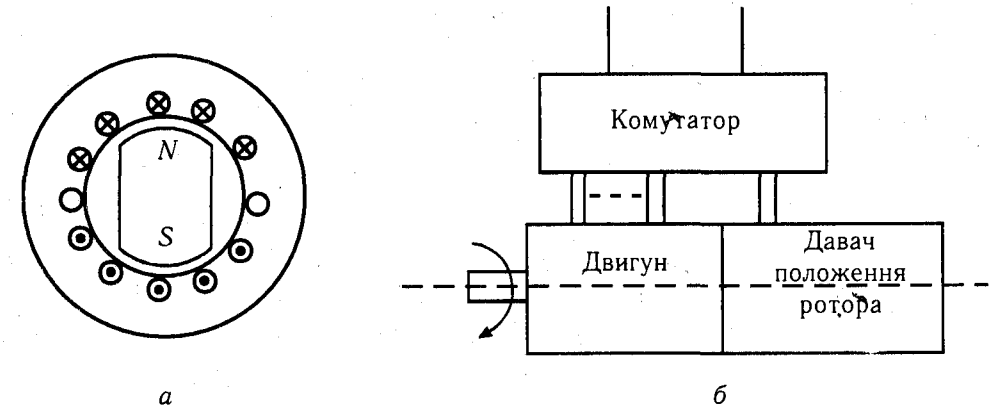 N
S
Комутатор
Двигун
Давач
положення
ротора
а
б